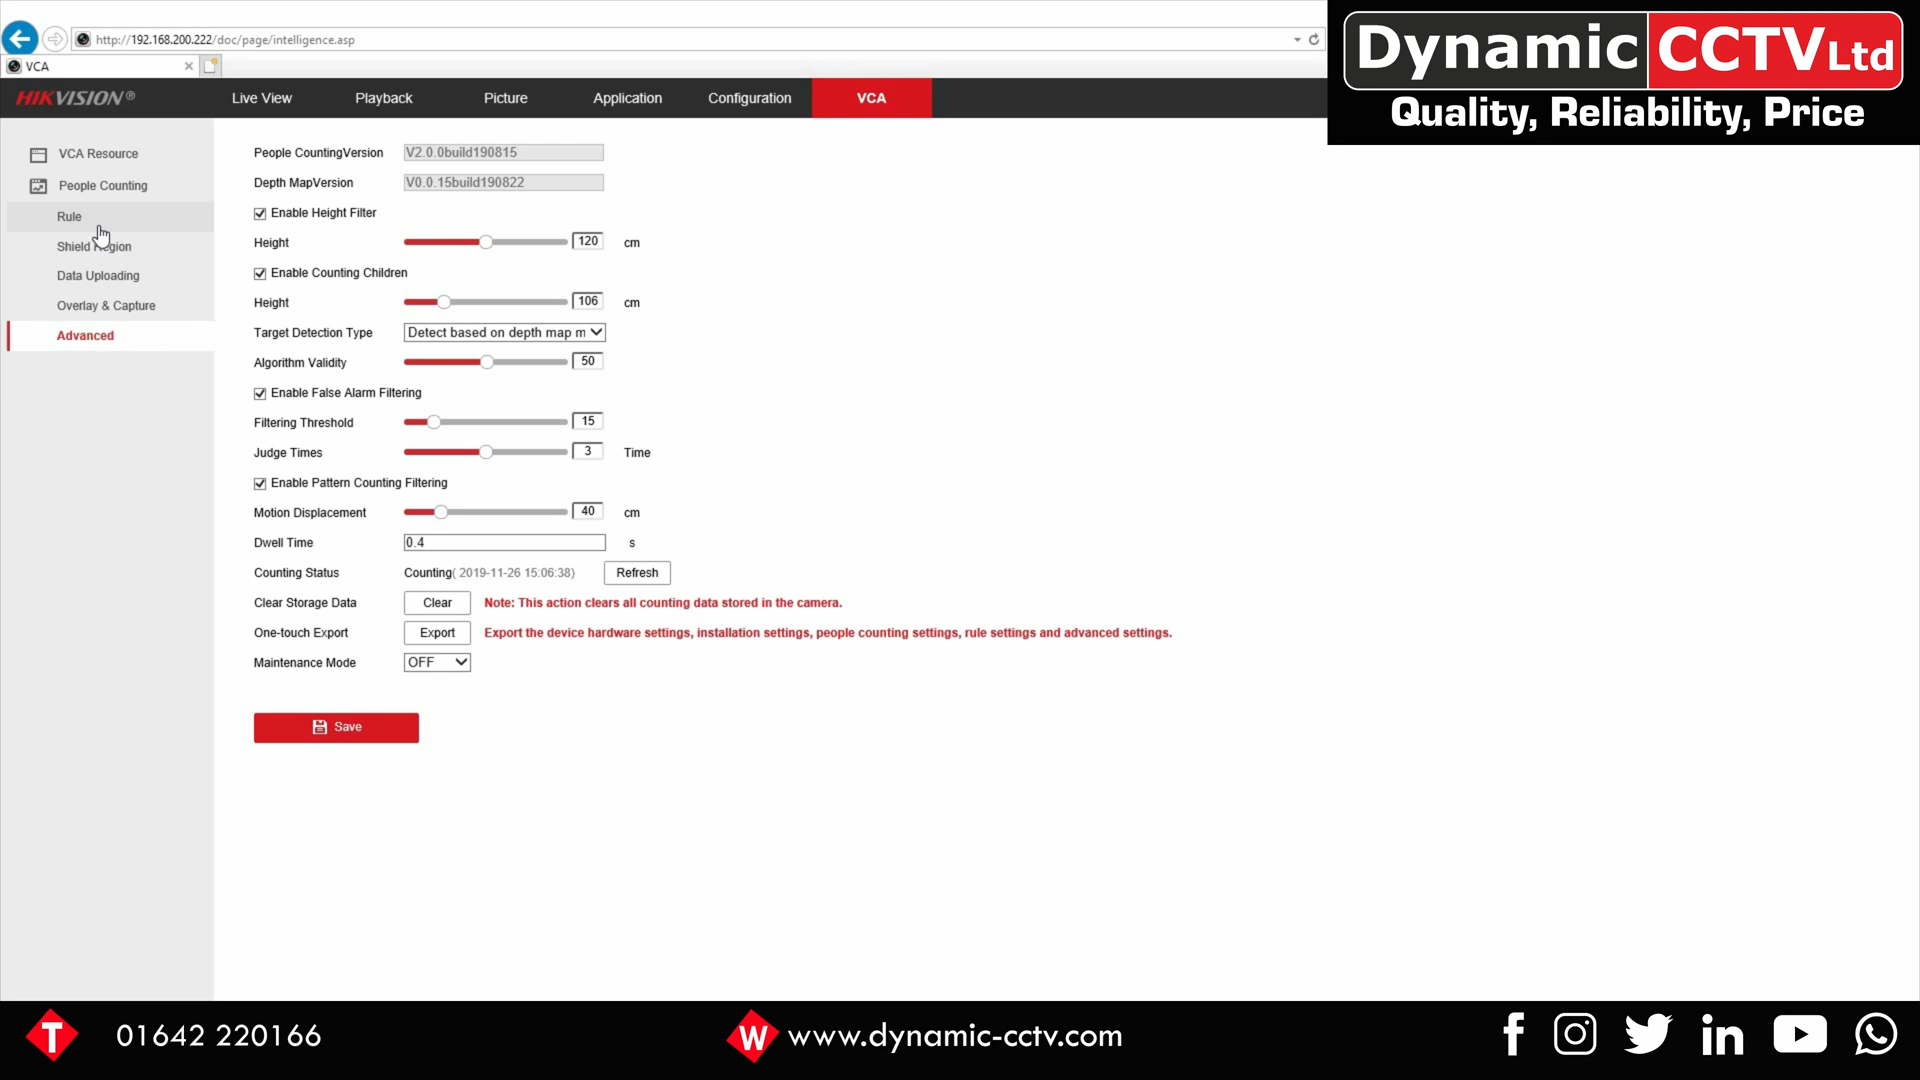 http://192.168.200.222/doc/page/intelligence.asp
VCA
Dynamic CCTV Ltd
Quality, Reliability, Price
HIKVISION®
Live View
Playback
Picture
Application
Configuration
VCA
VCA Resource
People Counting
Rule
Shield Region
Data Uploading
Overlay & Capture
Advanced
People CountingVersion V2.0.0build190815
Depth MapVersion V0.0.15build190822
Enable Height Filter
Height 120 cm
Enable Counting Children
Height 106 cm
Target Detection Type Detect based on depth map m
Algorithm Validity 50
Enable False Alarm Filtering
Filtering Threshold 15
Judge Times 3 Time
Enable Pattern Counting Filtering
Motion Displacement 40 cm
Dwell Time 0.4 s
Counting Status Counting( 2019-11-26 15:06:38) Refresh
Clear Storage Data Clear Note: This action clears all counting data stored in the camera.
One-touch Export Export Export the device hardware settings, installation settings, people counting settings, rule settings and advanced settings.
Maintenance Mode OFF
Save
T 01642 220166
W www.dynamic-cctv.com